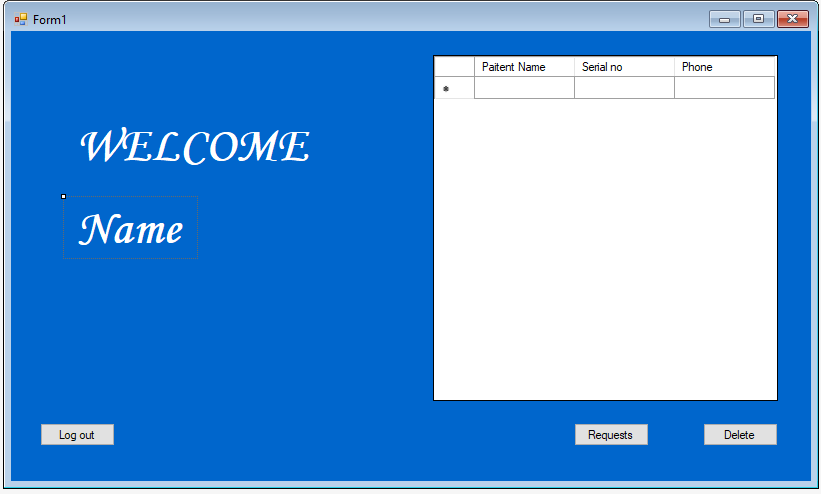 Form1
WELCOME
Name
Paitent Name Serial no Phone
Log out Requests Delete